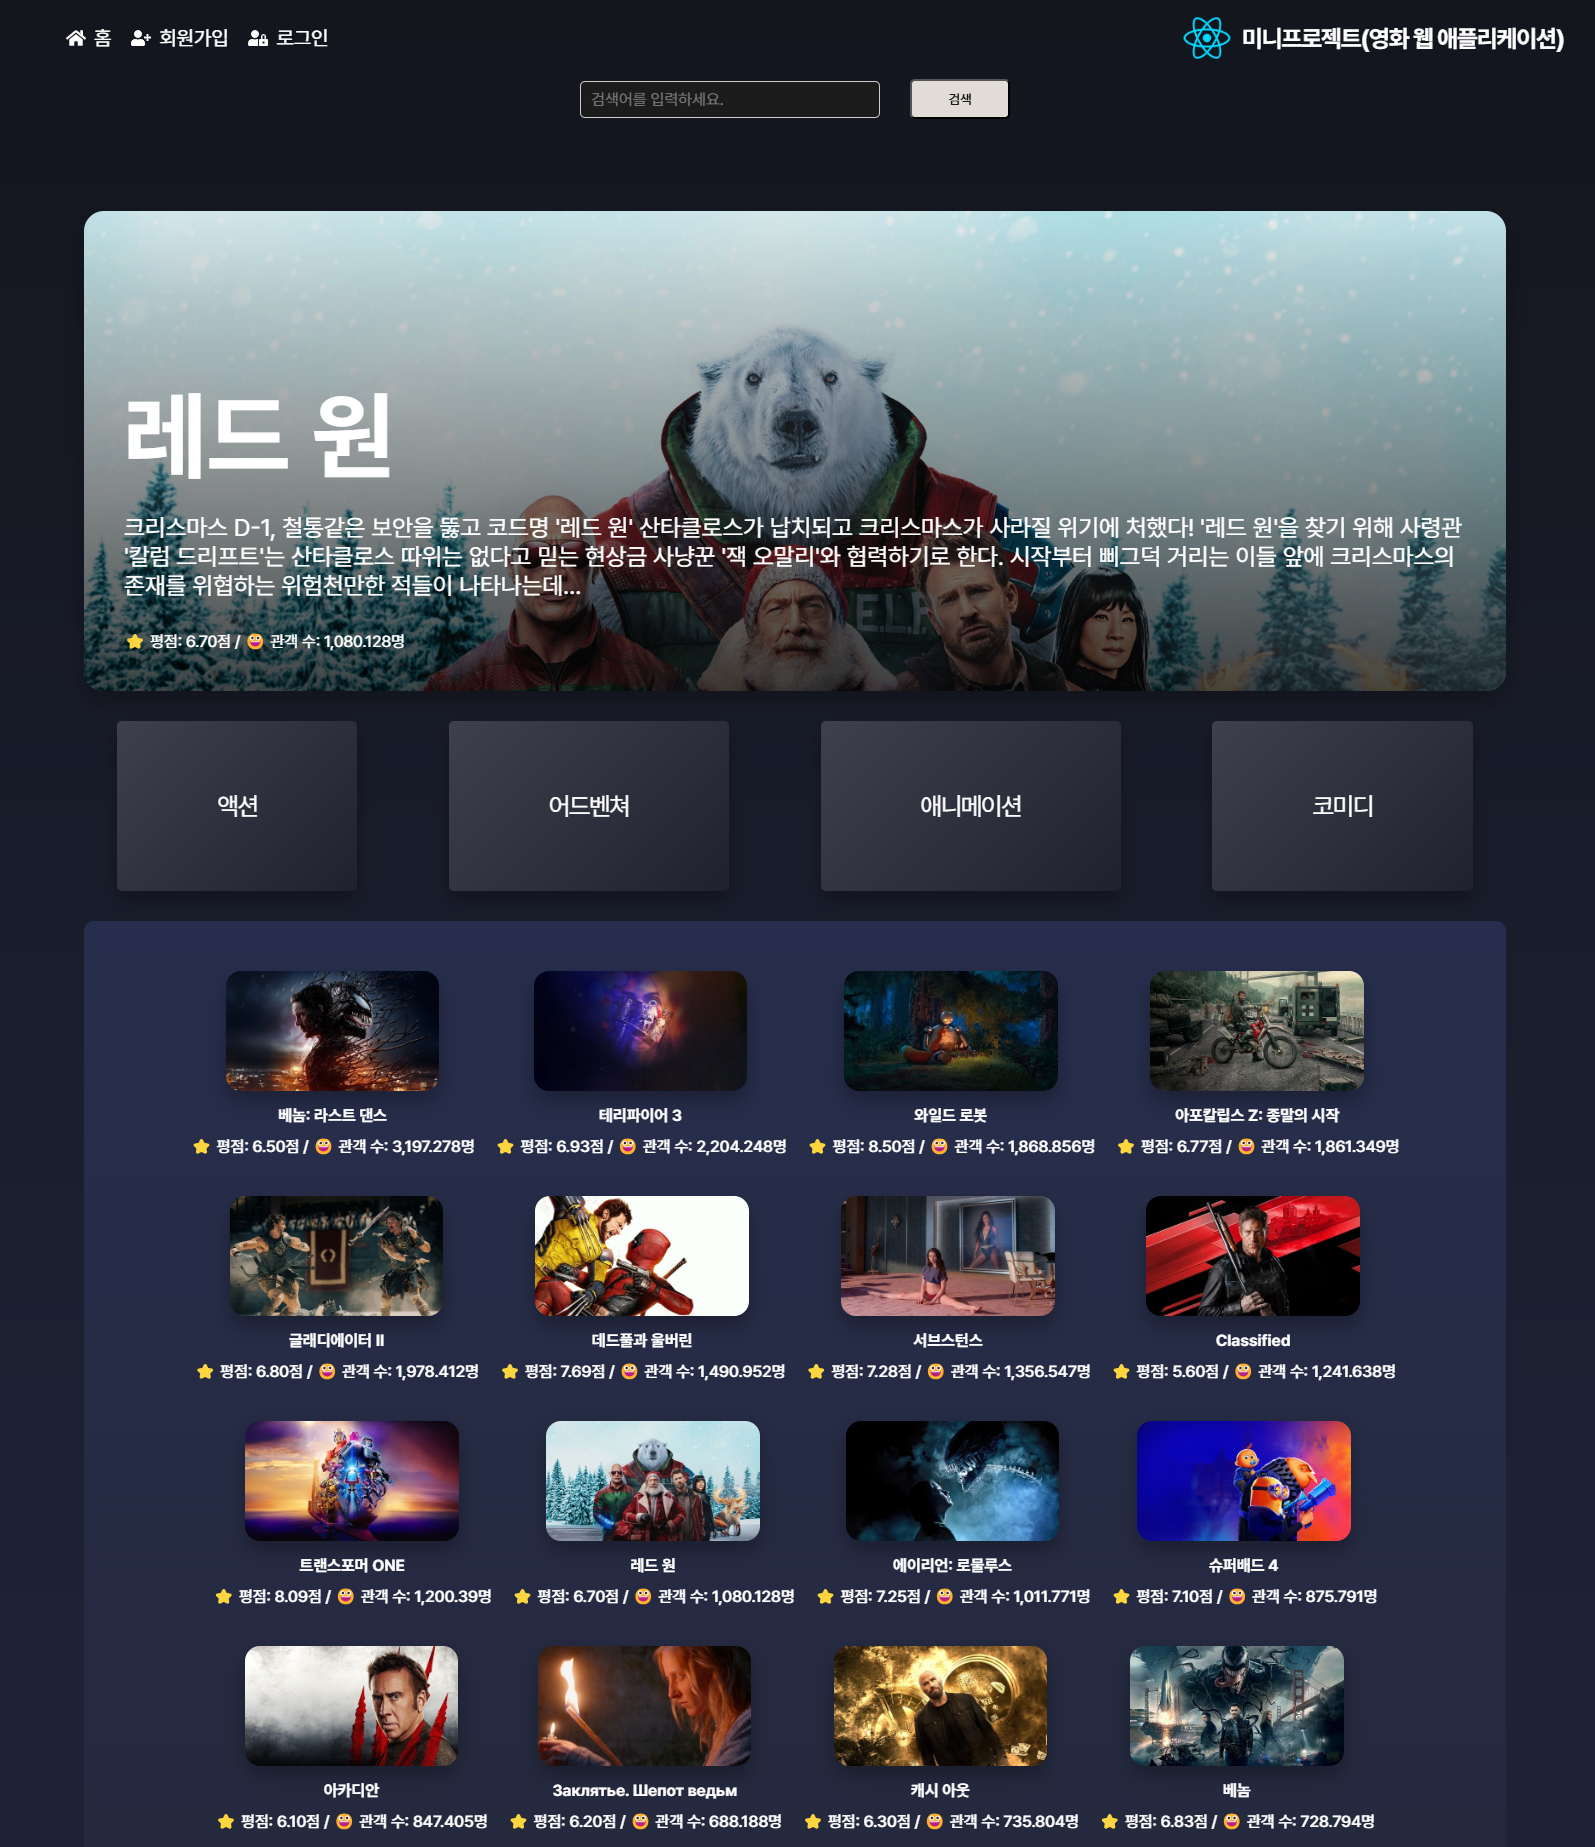 홈 회원가입 로그인
미니프로젝트(영화 웹 애플리케이션)
검색어를 입력하세요. 검색
레드 원
크리스마스 D-1, 철통같은 보안을 뚫고 코드명 '레드 원' 산타클로스가 납치되고 크리스마스가 사라질 위기에 처했다! '레드 원'을 찾기 위해 사령관
'칼럼 드리프트'는 산타클로스 따위는 없다고 믿는 현상금 사냥꾼 '잭 오말리'와 협력하기로 한다. 시작부터 삐그덕 거리는 이들 앞에 크리스마스의
존재를 위협하는 위험천만한 적들이 나타나는데...
평점: 6.70점 / 관객 수: 1,080.128명
액션 어드벤쳐 애니메이션 코미디
베놈: 라스트 댄스 테리파이어 3 와일드 로봇 아포칼립스 Z: 종말의 시작
평점: 6.50점 / 관객 수: 3,197.278명 평점: 6.93점 / 관객 수: 2,204.248명 평점: 8.50점 / 관객 수: 1,868.856명 평점: 6.77점 / 관객 수: 1,861.349명
글래디에이터 II 데드풀과 울버린 서브스턴스 Classified
평점: 6.80점 / 관객 수: 1,978.412명 평점: 7.69점 / 관객 수: 1,490.952명 평점: 7.28점 / 관객 수: 1,356.547명 평점: 5.60점 / 관객 수: 1,241.638명
트랜스포머 ONE 레드 원 에이리언: 로물루스 슈퍼배드 4
평점: 8.09점 / 관객 수: 1,200.39명 평점: 6.70점 / 관객 수: 1,080.128명 평점: 7.25점 / 관객 수: 1,011.771명 평점: 7.10점 / 관객 수: 875.791명
아카디안 Заклятье. Шепот ведьм 캐시 아웃 베놈
평점: 6.10점 / 관객 수: 847.405명 평점: 6.20점 / 관객 수: 688.188명 평점: 6.30점 / 관객 수: 735.804명 평점: 6.83점 / 관객 수: 728.794명